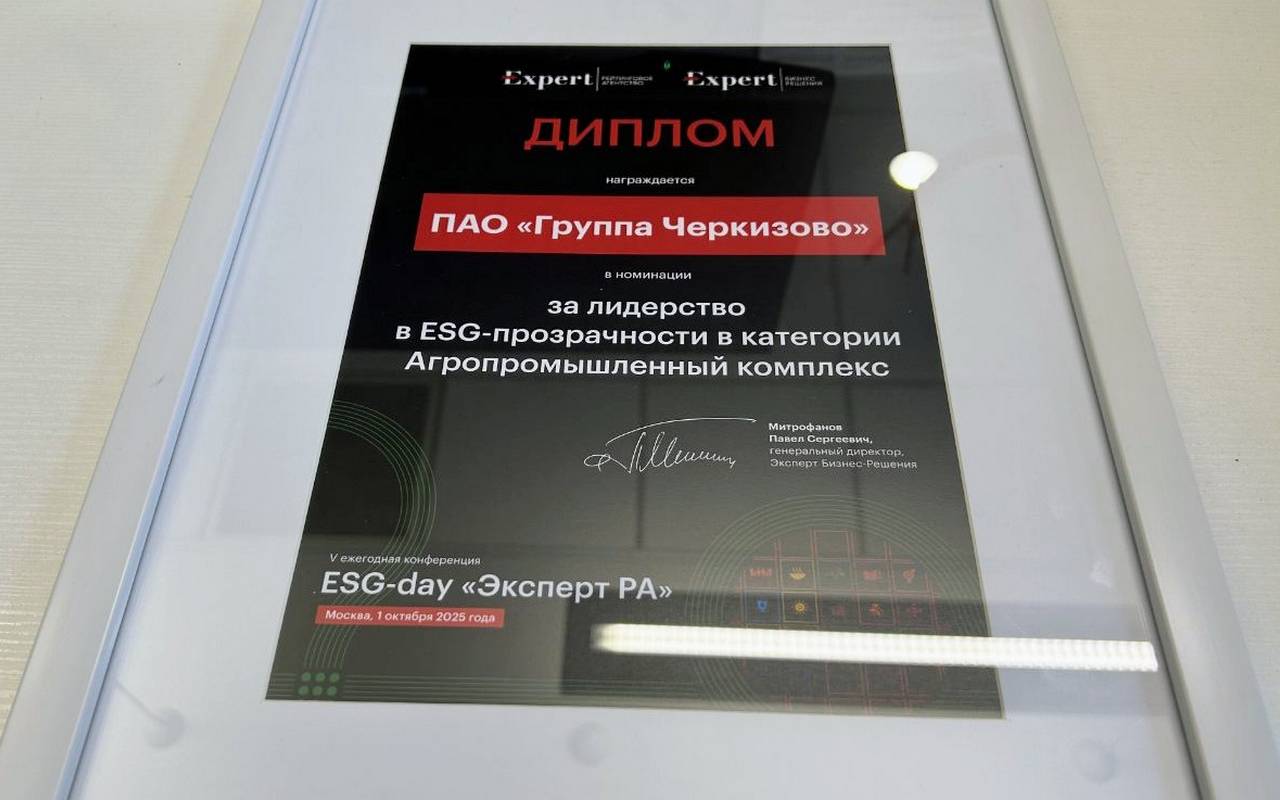 Expert РЕЙТИНГОВОЕ АГЕНТСТВО Expert БИЗНЕС РЕШЕНИЯ
ДИПЛОМ
награждается
ПАО «Группа Черкизово»
в номинации
за лидерство
в ESG-прозрачности в категории
Агропромышленный комплекс
Митрофанов
Павел Сергеевич,
генеральный директор,
Эксперт Бизнес-Решения
V ежегодная конференция
ESG-day «Эксперт РА»
Москва, 1 октября 2025 года